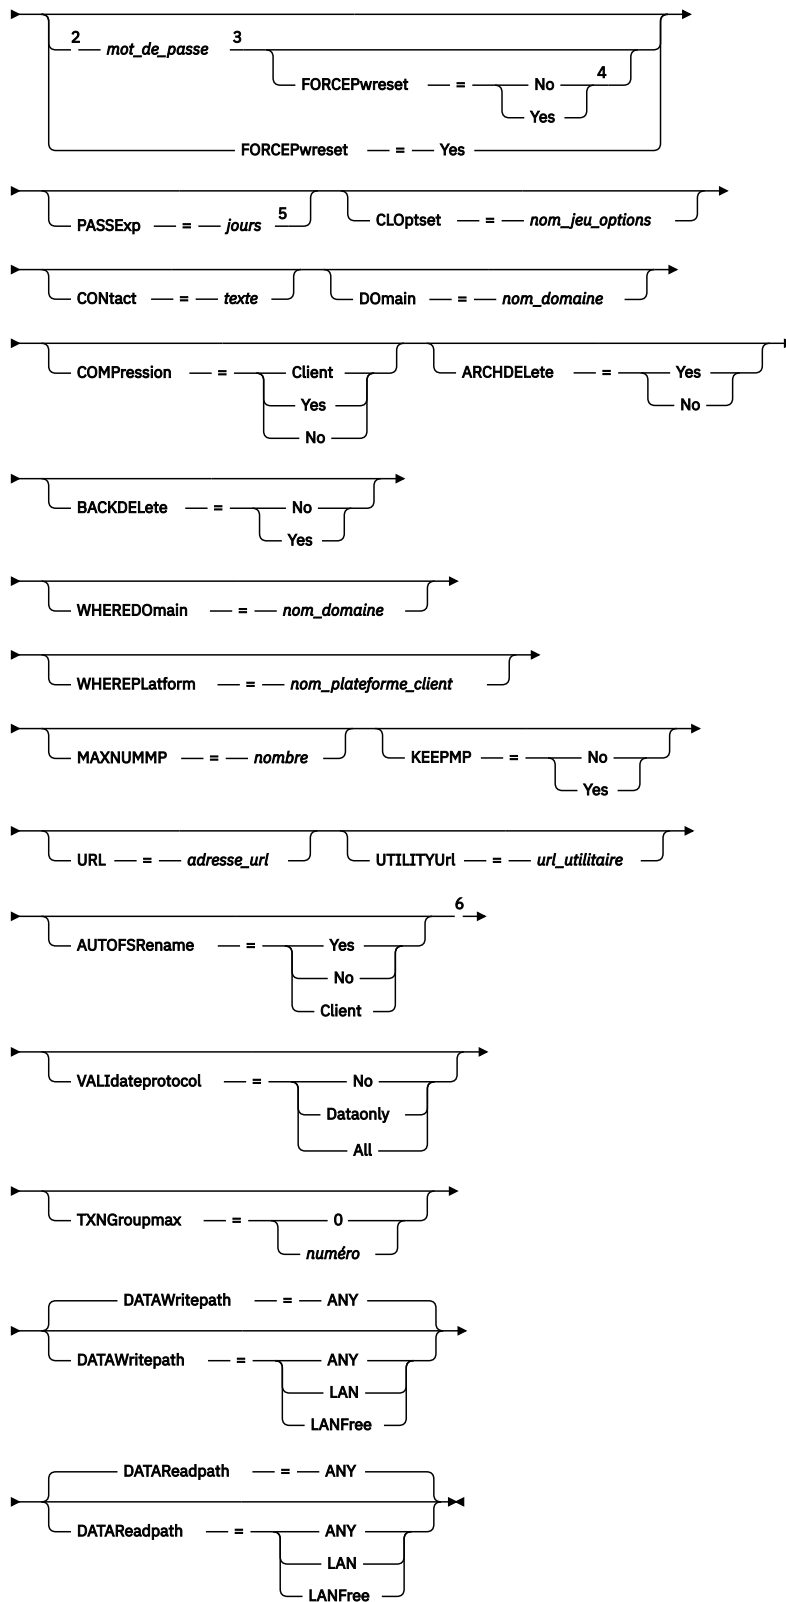 2 mot_de_passe 3
FORCEPwreset = No 4
Yes
FORCEPwreset = Yes
PASSExp = jours 5 CLOptset = nom_jeu_options
CONtact = texte DOmain = nom_domaine
COMPression = Client ARCHDELete = Yes
Yes No
No
BACKDELete = No
Yes
WHEREDOmain = nom_domaine
WHEREPLatform = nom_plateforme_client
MAXNUMMP = nombre KEEPMP = No
Yes
URL = adresse_url UTILITYUrl = url_utilitaire
6
AUTOFSRename = Yes
No
Client
VALIdateprotocol = No
Dataonly
All
TXNGroupmax = 0
numéro
DATAWritepath = ANY
DATAWritepath = ANY
LAN
LANFree
DATAReadpath = ANY
DATAReadpath = ANY
LAN
LANFree